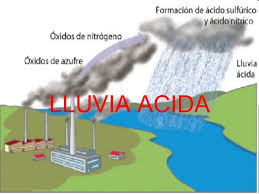 Formación de ácido sulfúrico
y ácido nítrico
Óxidos de nitrógeno
Óxidos de azufre
Lluvia
ácida
LLUVIA ACIDA